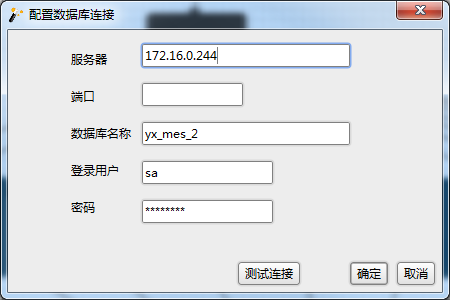 配置数据库连接
服务器 172.16.0.244
端口
数据库名称 yx_mes_2
登录用户 sa
密码 ********
测试连接 确定 取消